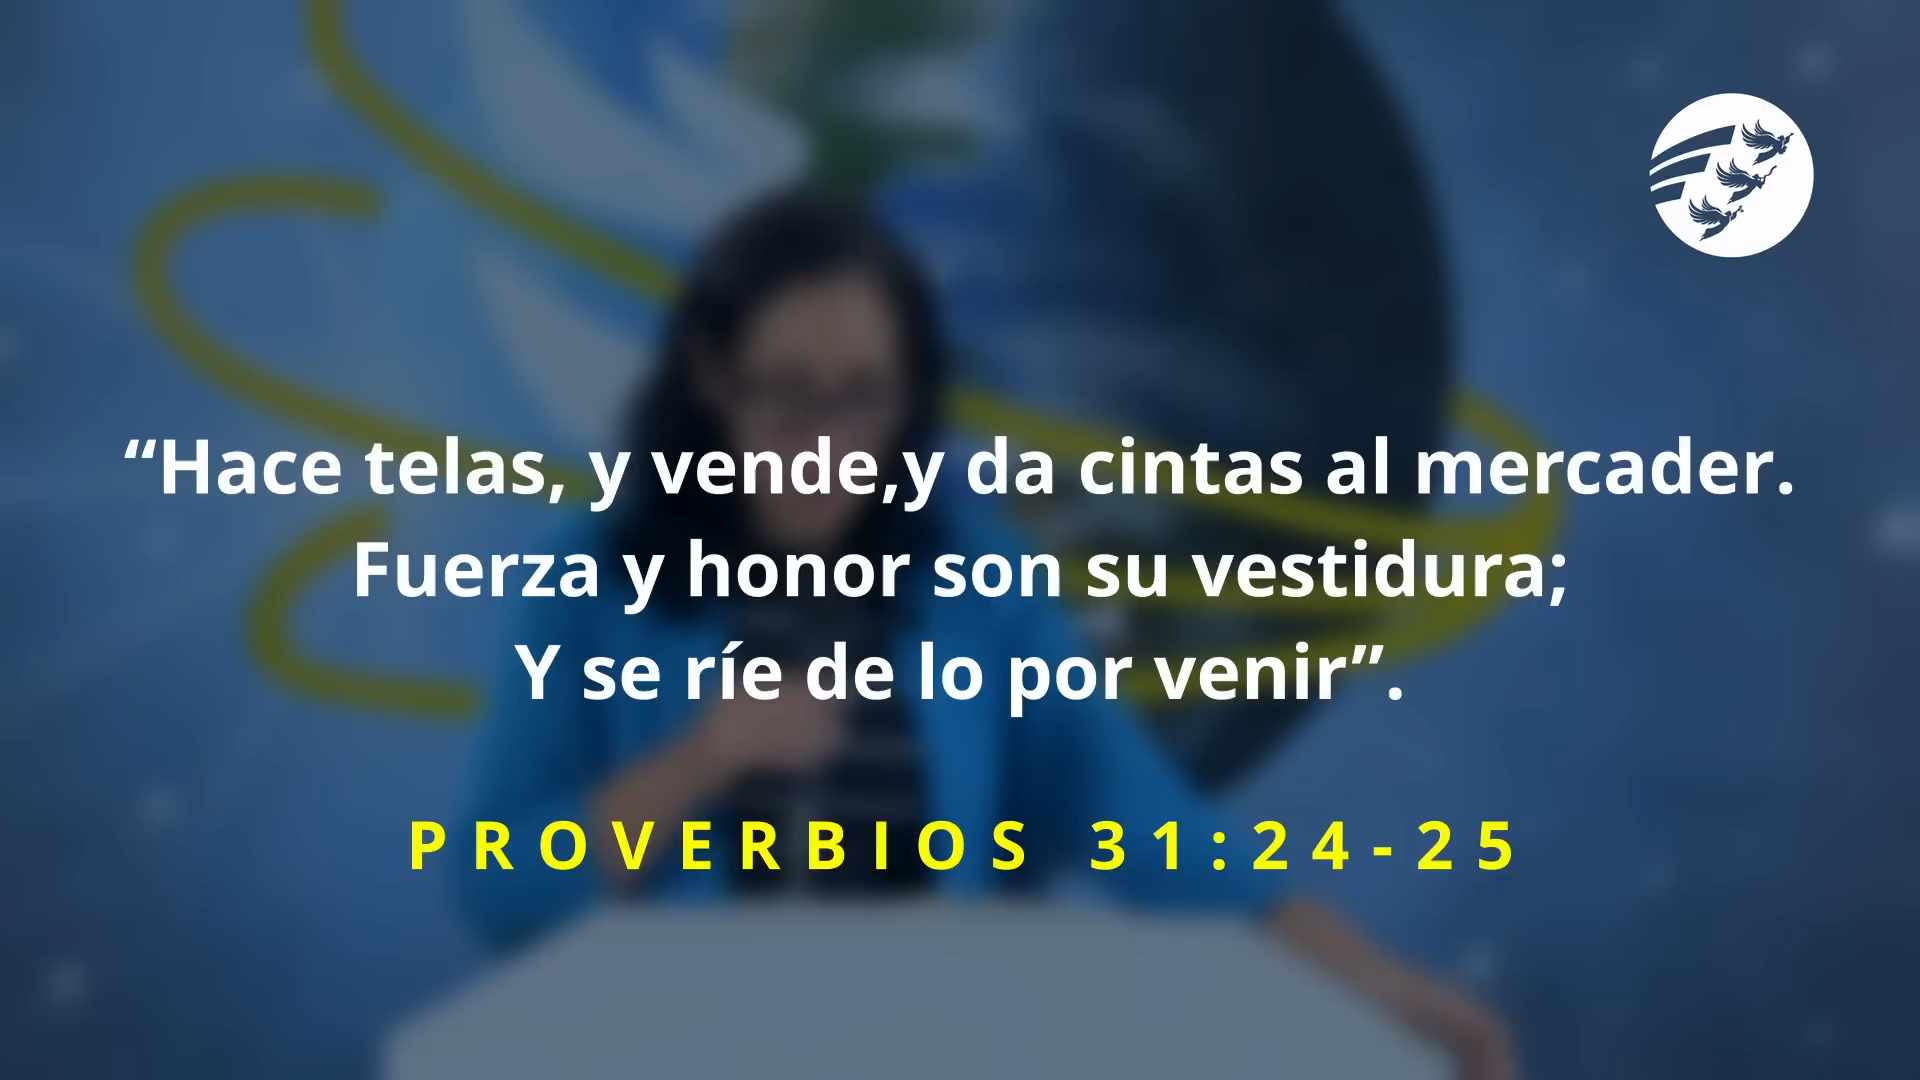 “Hace telas, y vende,y da cintas al mercader.
Fuerza y honor son su vestidura;
Y se ríe de lo por venir”.
PROVERBIOS 31:24-25